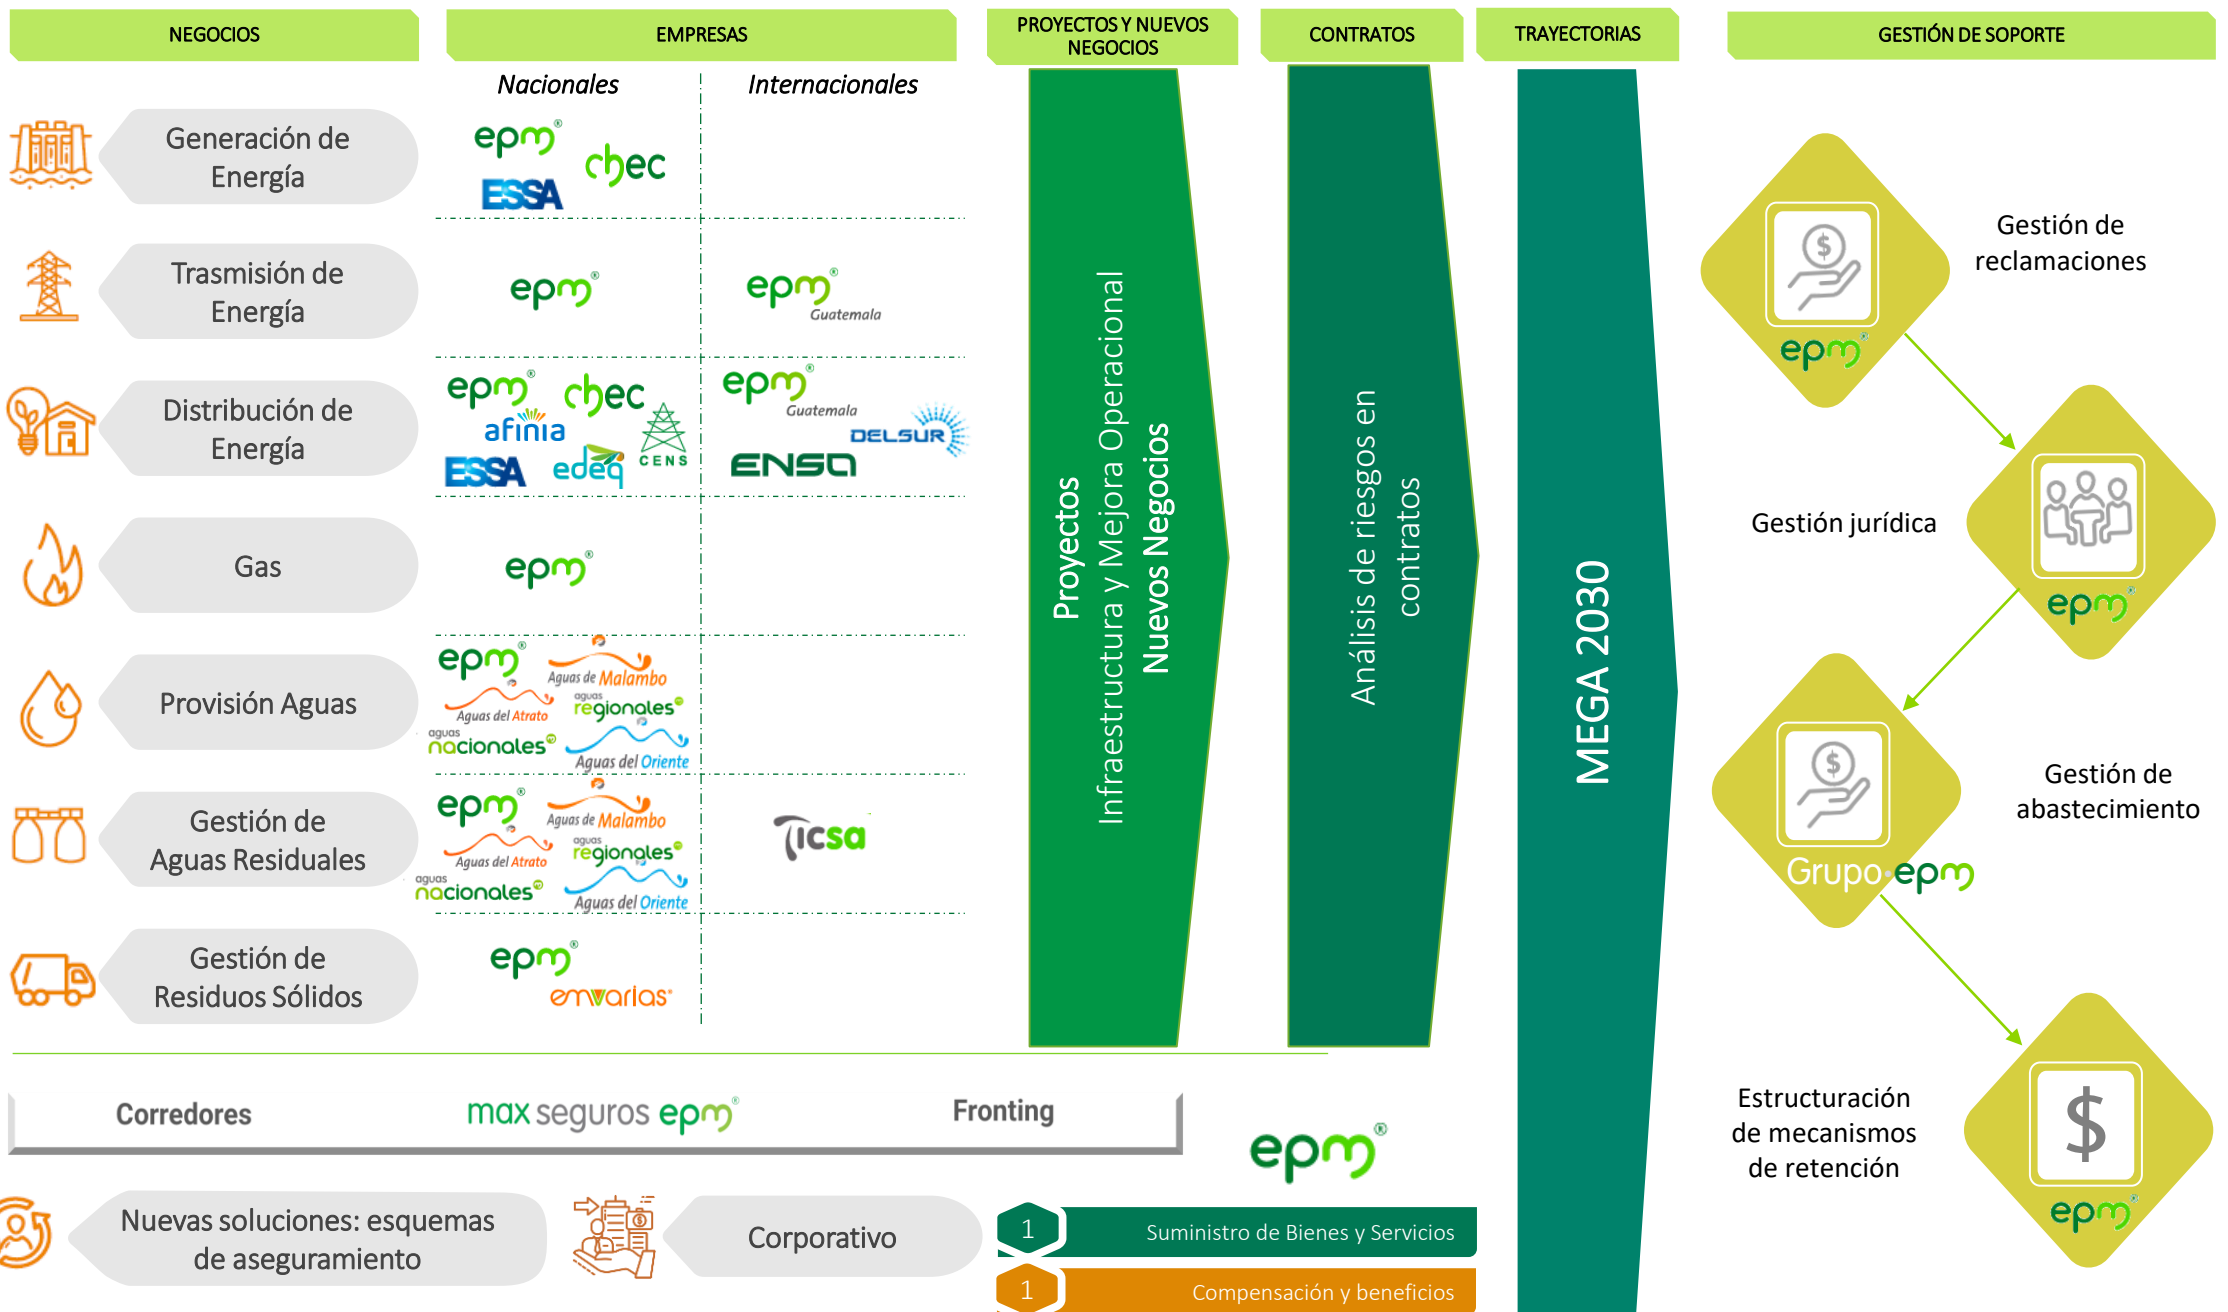 NEGOCIOS
EMPRESAS
PROYECTOS Y NUEVOS
NEGOCIOS
CONTRATOS
TRAYECTORIAS
GESTIÓN DE SOPORTE
Nacionales
Internacionales
Generación de
Energía
epm®
chec
ESSA
Trasmisión de
Energía
epm®
epm®
Guatemala
Distribución de
Energía
epm®
chec
afinia
CENS
ESSA
edeq
epm®
Guatemala
DELSUR
ENSA
Gas
epm®
Provisión Aguas
epm®
Aguas de Malambo
Aguas del Atrato
aguas
regionales
aguas
nacionales
Aguas del Oriente
Gestión de
Aguas Residuales
epm®
Aguas de Malambo
Aguas del Atrato
aguas
regionales
aguas
nacionales
Aguas del Oriente
Ticsa
Gestión de
Residuos Sólidos
epm®
emvarias®
Proyectos
Infraestructura y Mejora Operacional
Nuevos Negocios
Análisis de riesgos en
contratos
MEGA 2030
$
Gestión de
reclamaciones
epm®
Gestión jurídica
epm®
$
Gestión de
abastecimiento
Grupo·epm
Estructuración
de mecanismos
de retención
$
epm®
Corredores
max seguros epm®
Fronting
epm®
Nuevas soluciones: esquemas
de aseguramiento
Corporativo
1
Suministro de Bienes y Servicios
1
Compensación y beneficios